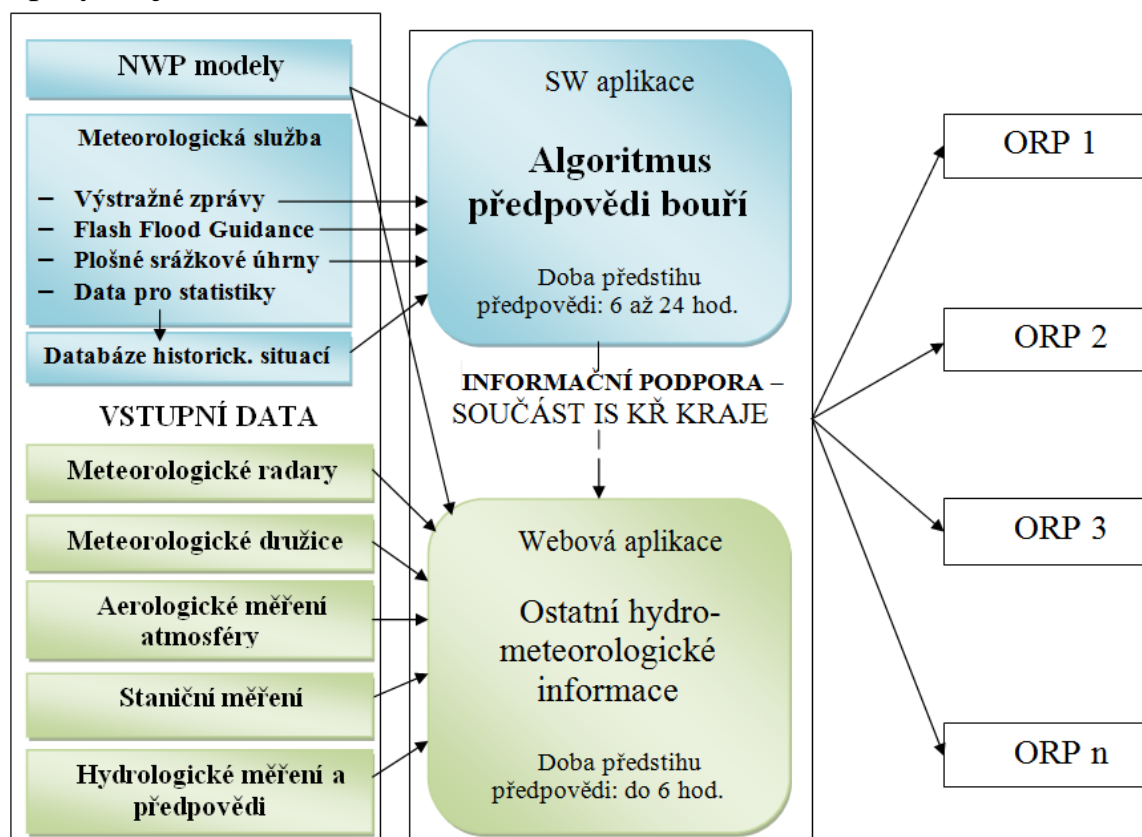 NWP modely
Meteorologická služba
– Výstražné zprávy
– Flash Flood Guidance
– Plošné srážkové úhrny
– Data pro statistiky
Databáze historick. situací
VSTUPNÍ DATA
Meteorologické radary
Meteorologické družice
Aerologické měření
atmosféry
Staniční měření
Hydrologické měření a
předpovědi
SW aplikace
Algoritmus
předpovědi bouří
Doba předstihu
předpovědi: 6 až 24 hod.
INFORMAČNÍ PODPORA –
SOUČÁST IS KŘ KRAJE
Webová aplikace
Ostatní hydro-
meteorologické
informace
Doba předstihu
předpovědi: do 6 hod.
ORP 1
ORP 2
ORP 3
ORP n